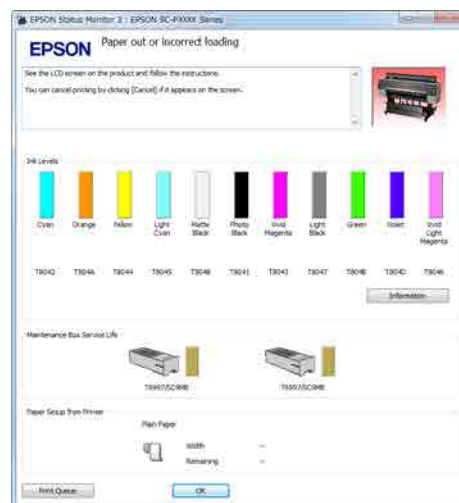 EPSON Status Monitor 3 : EPSON SC-PXXXX Series
EPSON
Paper out or incorrect loading
See the LCD screen on the product and follow the instructions.
You can cancel printing by clicking [Cancel] if it appears on the screen.
Ink Levels
Cyan Orange Yellow Light Cyan Matte Black Photo Black Vivid Magenta Light Black Green Violet Vivid Light Magenta
T8042 T804A T8044 T8045 T8048 T8041 T8043 T8047 T804B T804D T8046
Information
Maintenance Box Service Life
T6997/SC9MB T6997/SC9MB
Paper Setup from Printer
Plain Paper
Width --
Remaining --
Print Queue OK